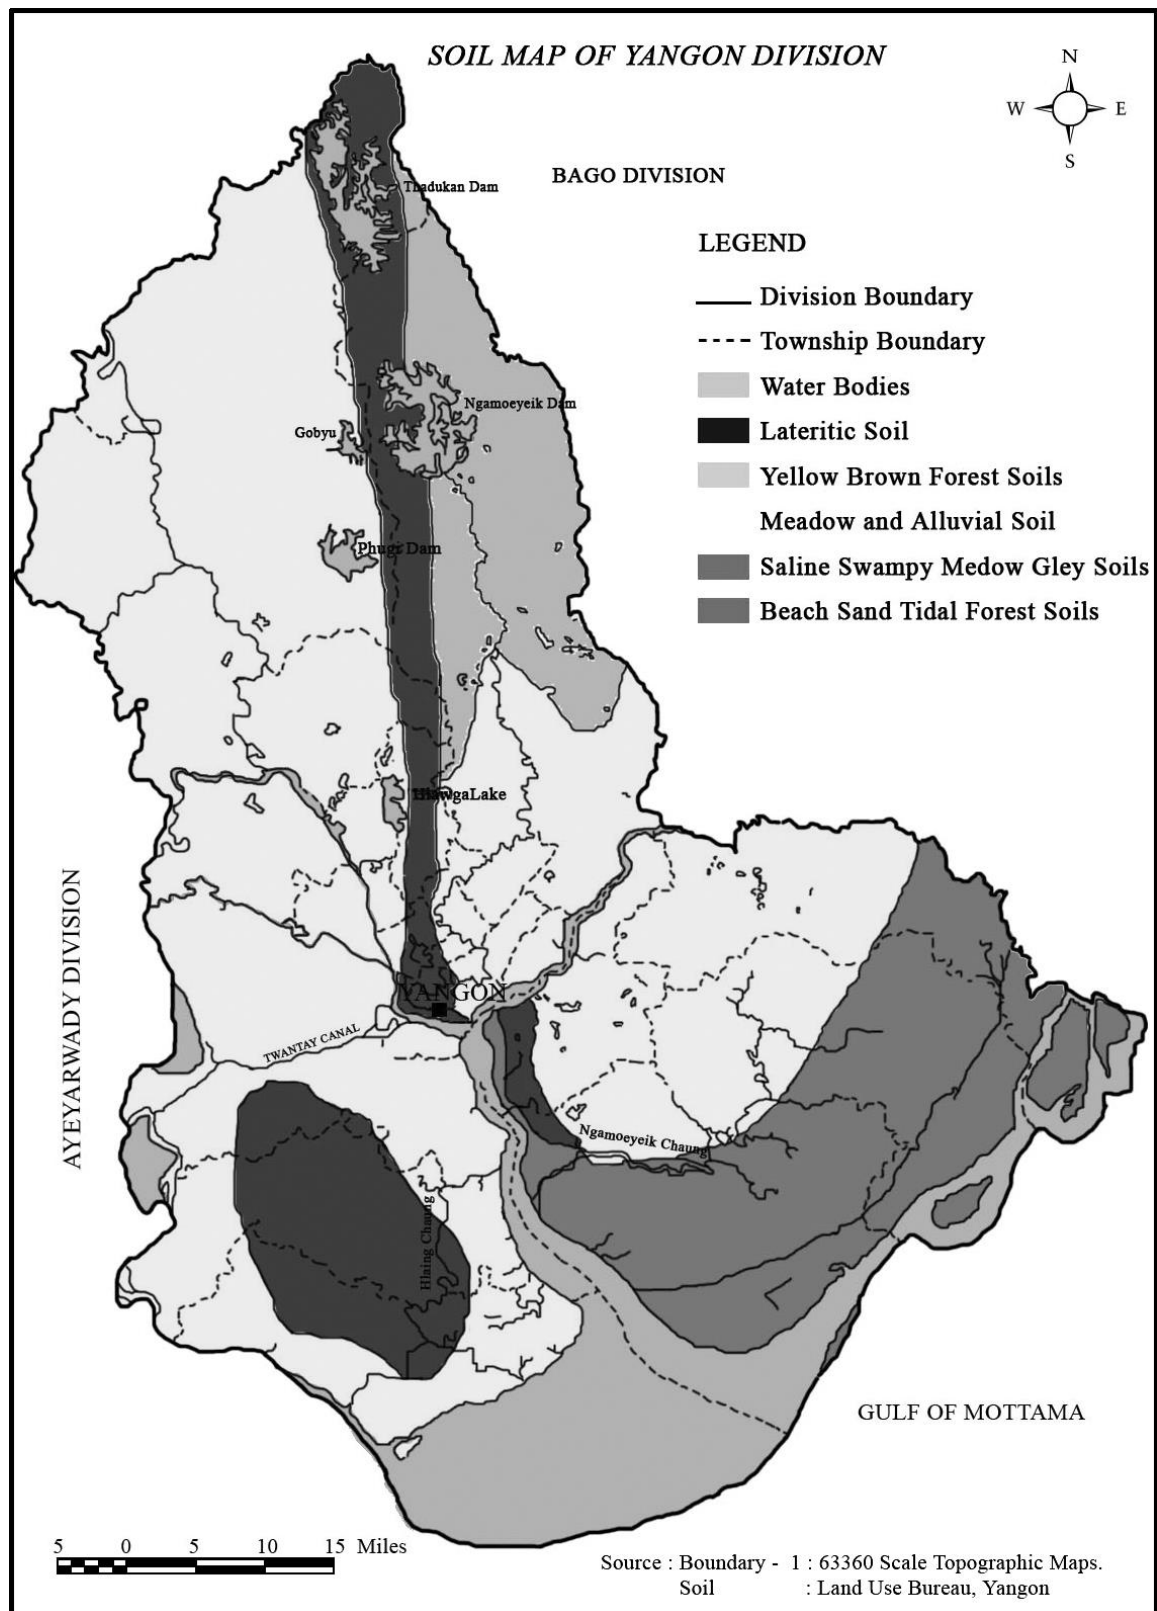 SOIL MAP OF YANGON DIVISION
N
W E
S
BAGO DIVISION
Thadukan Dam
LEGEND
Division Boundary
Township Boundary
Water Bodies
Lateritic Soil
Yellow Brown Forest Soils
Meadow and Alluvial Soil
Saline Swampy Medow Gley Soils
Beach Sand Tidal Forest Soils
Ngamoeyeik Dam
Gobyu
Phugi Dam
HlawgaLake
AYEYARWADY DIVISION
YANGON
TWANTAY CANAL
Ngamoeyeik Chaung
Hlaing Chaung
GULF OF MOTTAMA
5 0 5 10 15 Miles
Source : Boundary - 1 : 63360 Scale Topographic Maps.
Soil : Land Use Bureau, Yangon